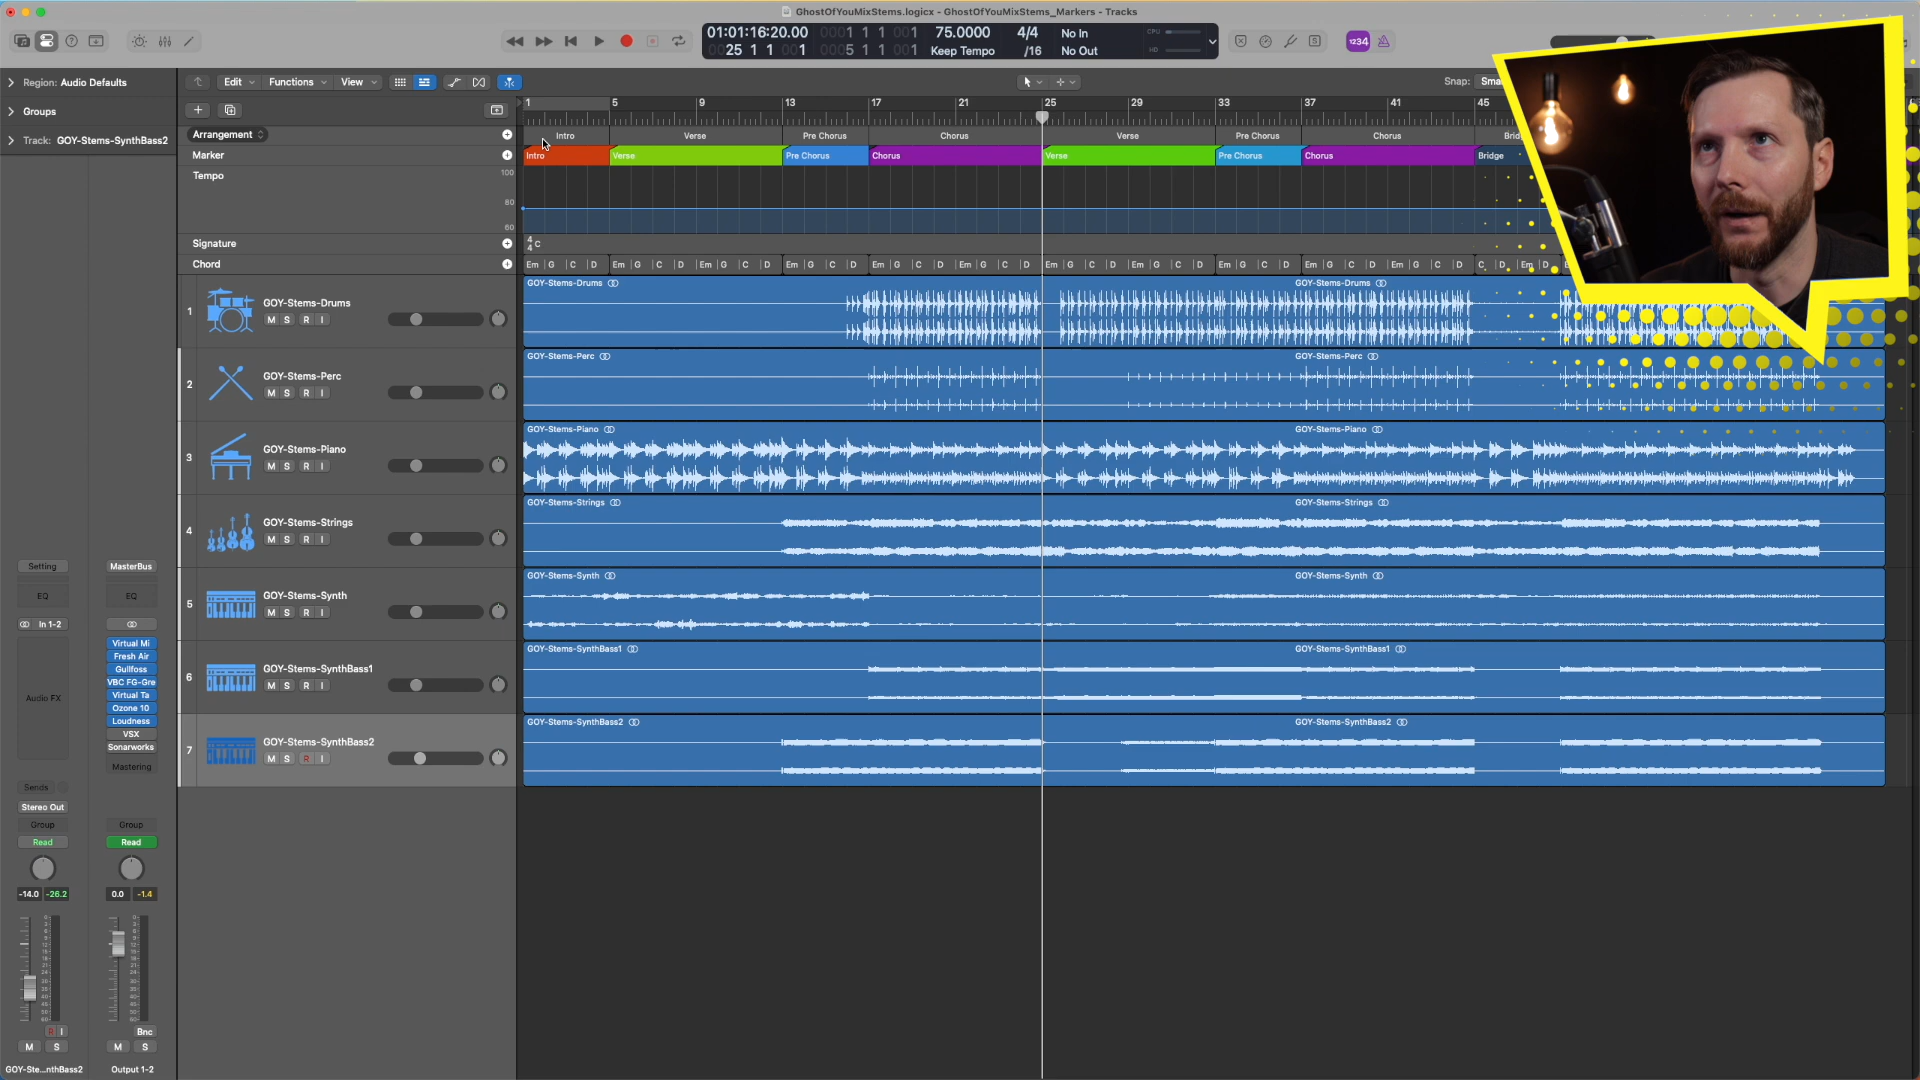 GhostOfYouMixStems.logicx - GhostOfYouMixStems_Markers - Tracks
01:01:16:20.00 0001 1 1 001 75.0000 4/4 No In CPU
25 1 1 001 0005 1 1 001 Keep Tempo /16 No Out HD
1234
Region: Audio Defaults
Edit Functions View
Snap: Sma
Groups
1 5 9 13 17 21 25 29 33 37 41 45
Track: GOY-Stems-SynthBass2
Arrangement
Intro Verse Pre Chorus Chorus Verse Pre Chorus Chorus Brid
Marker
Intro Verse Pre Chorus Chorus Verse Pre Chorus Chorus Bridge
Tempo
100
80
60
Signature
4
4 C
Chord
Em G C D Em G C D Em G C D Em G C D Em G C D Em G C D Em G C D Em G C D Em G C D Em G C D Em G C D C D Em D
1 GOY-Stems-Drums
M S R I
GOY-Stems-Drums GOY-Stems-Drums
2 GOY-Stems-Perc
M S R I
GOY-Stems-Perc GOY-Stems-Perc
3 GOY-Stems-Piano
M S R I
GOY-Stems-Piano GOY-Stems-Piano
4 GOY-Stems-Strings
M S R I
GOY-Stems-Strings GOY-Stems-Strings
5 GOY-Stems-Synth
M S R I
GOY-Stems-Synth GOY-Stems-Synth
6 GOY-Stems-SynthBass1
M S R I
GOY-Stems-SynthBass1 GOY-Stems-SynthBass1
7 GOY-Stems-SynthBass2
M S R I
GOY-Stems-SynthBass2 GOY-Stems-SynthBass2
Setting MasterBus
EQ EQ
In 1-2
Virtual Mi
Fresh Air
Gullfoss
VBC FG-Gre
Audio FX Virtual Ta
Ozone 10
Loudness
VSX
Sonarworks
Mastering
Sends
Stereo Out
Group Group
Read Read
-14.0 -26.2 0.0 -1.4
R I Bnc
M S M S
GOY-Ste...nthBass2 Output 1-2